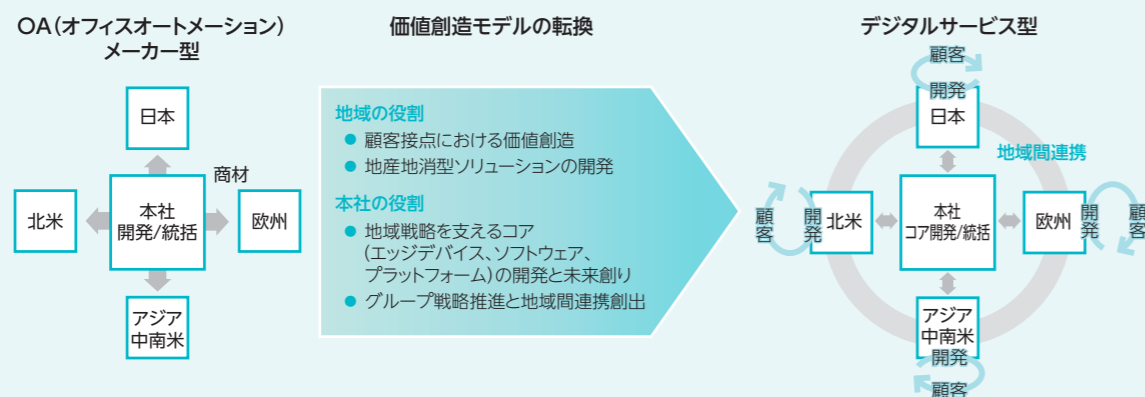 OA(オフィスオートメーション)
メーカー型
日本
商材
北米
本社
開発/統括
欧州
アジア
中南米
価値創造モデルの転換
地域の役割
● 顧客接点における価値創造
● 地産地消型ソリューションの開発
本社の役割
● 地域戦略を支えるコア
(エッジデバイス、ソフトウェア、
プラットフォーム)の開発と未来創り
● グループ戦略推進と地域間連携創出
デジタルサービス型
顧客
開発
日本
地域間連携
顧客
開発
北米
本社
コア開発/統括
欧州
開発
顧客
アジア
中南米
開発
顧客